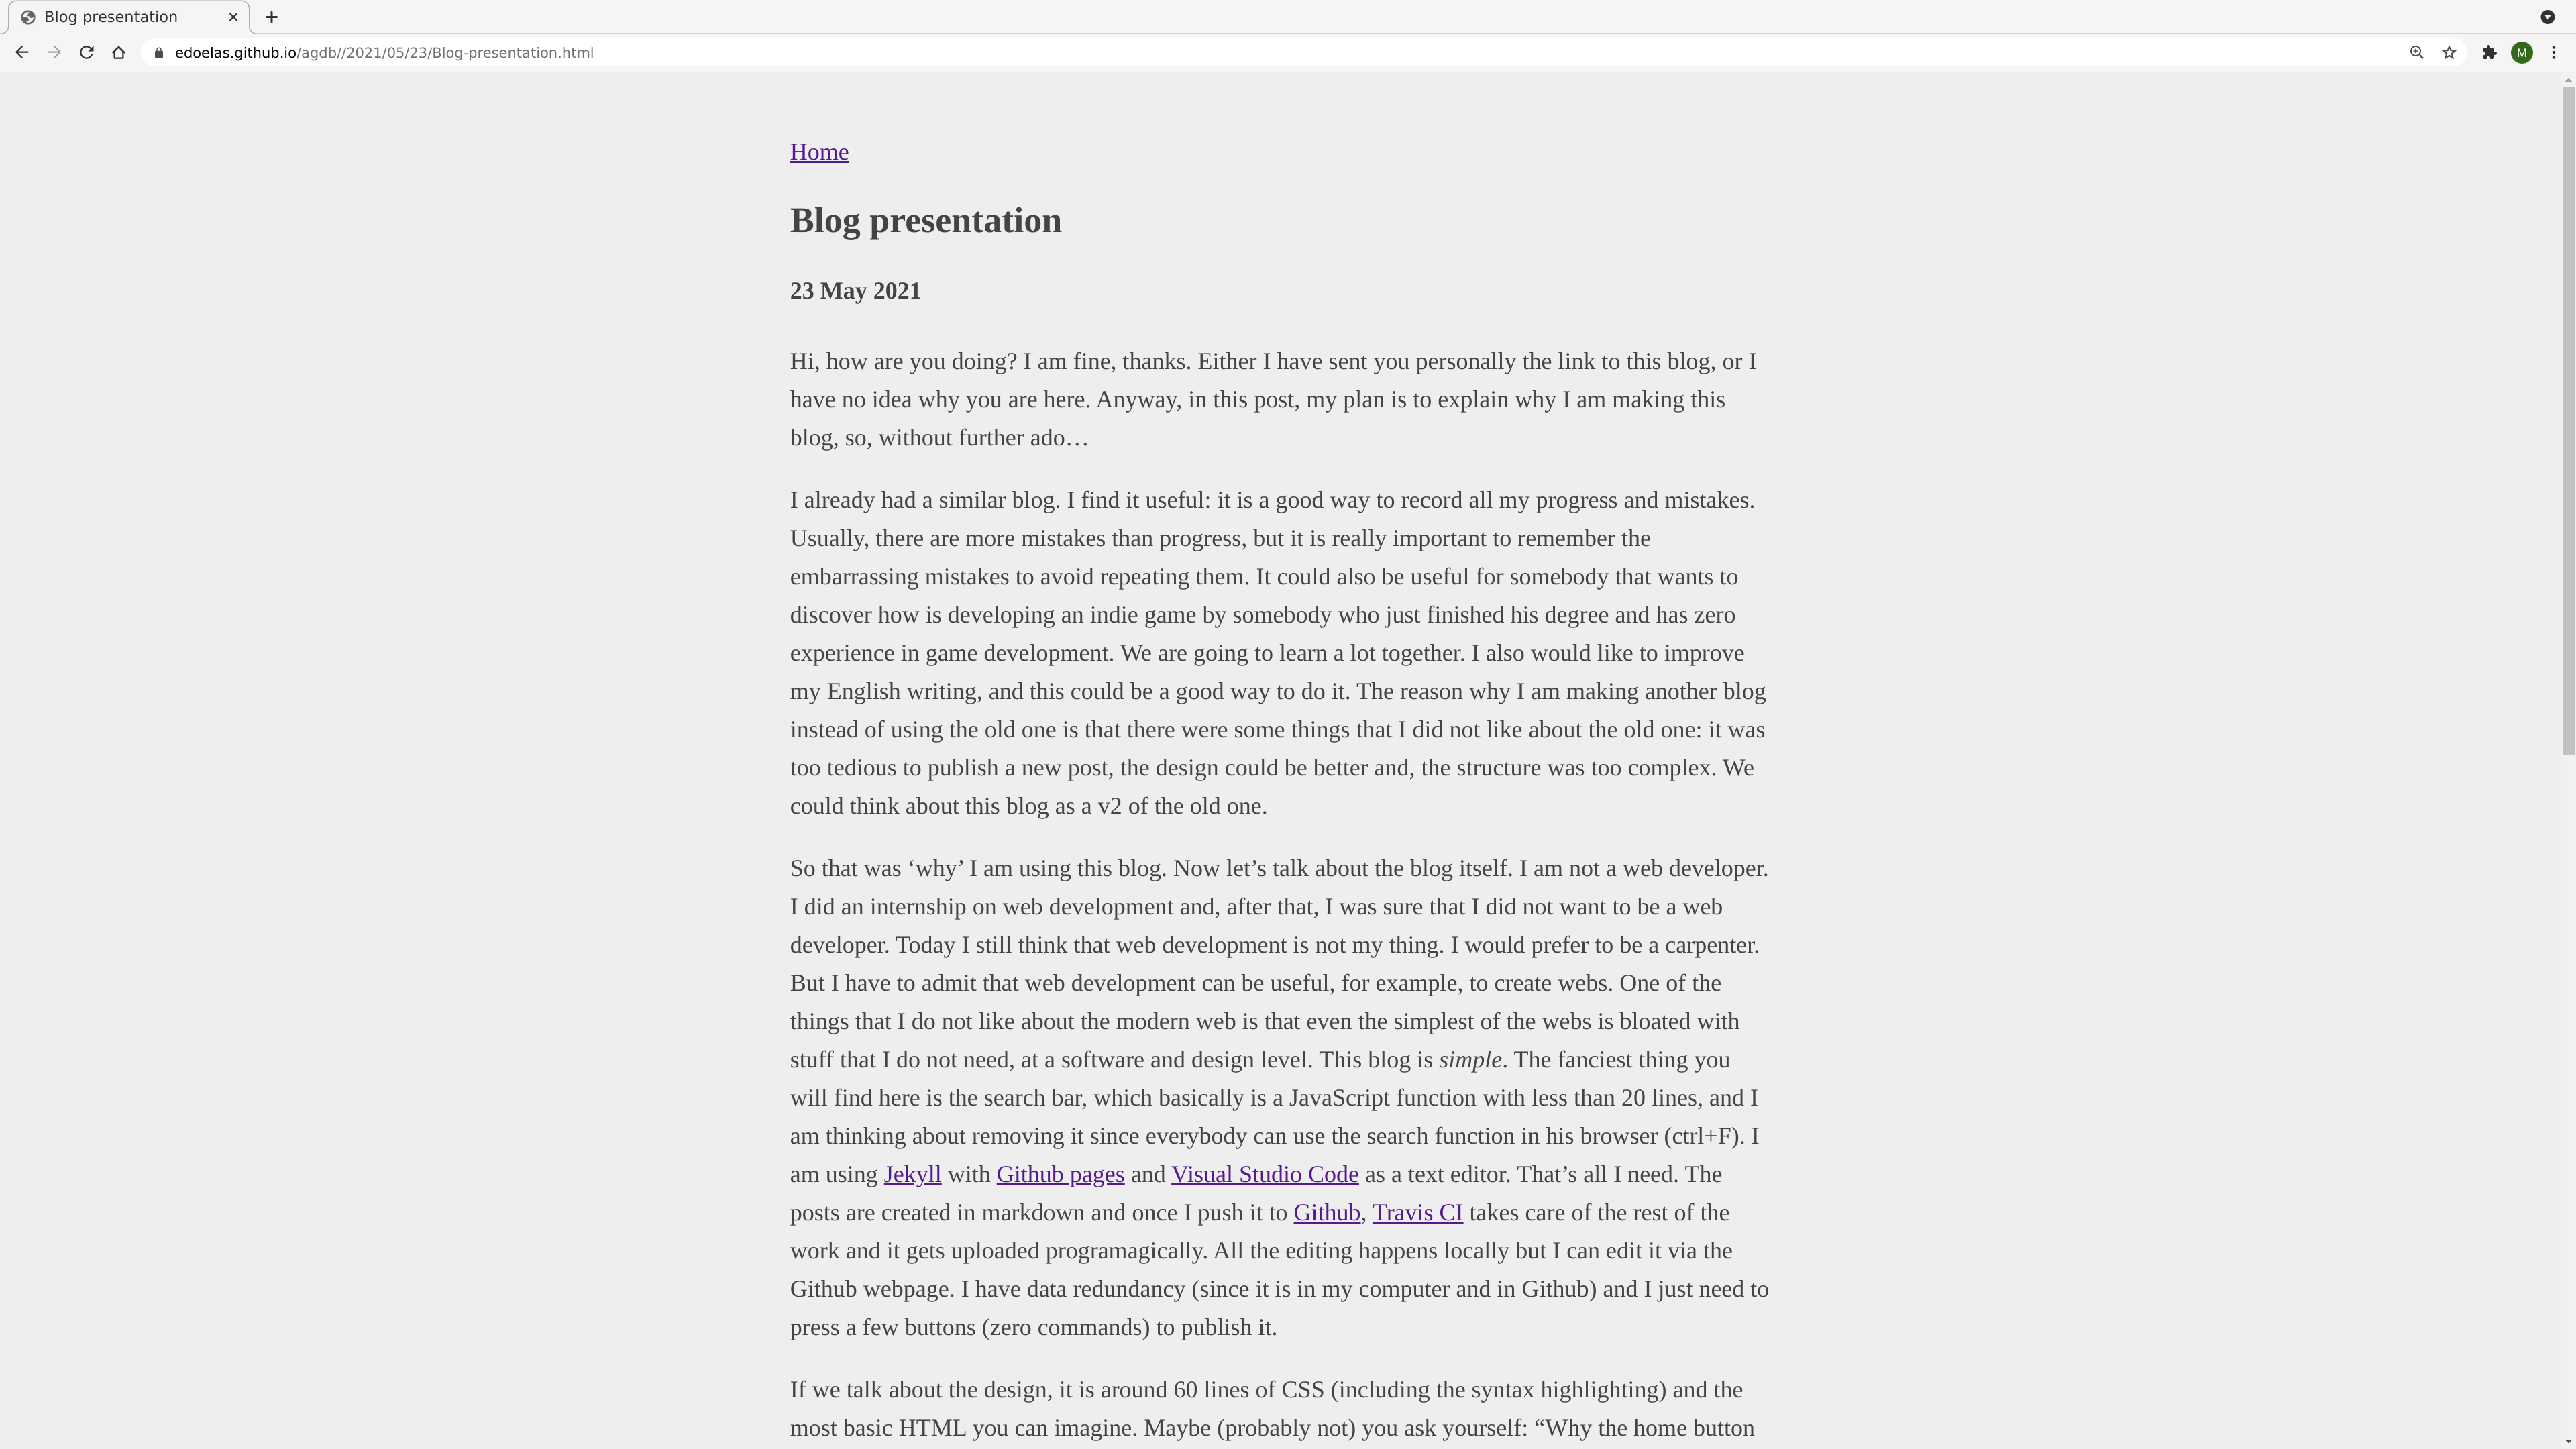 Blog presentation
edoelas.github.io/agdb//2021/05/23/Blog-presentation.html
M
Home
Blog presentation
23 May 2021
Hi, how are you doing? I am fine, thanks. Either I have sent you personally the link to this blog, or I
have no idea why you are here. Anyway, in this post, my plan is to explain why I am making this
blog, so, without further ado…
I already had a similar blog. I find it useful: it is a good way to record all my progress and mistakes.
Usually, there are more mistakes than progress, but it is really important to remember the
embarrassing mistakes to avoid repeating them. It could also be useful for somebody that wants to
discover how is developing an indie game by somebody who just finished his degree and has zero
experience in game development. We are going to learn a lot together. I also would like to improve
my English writing, and this could be a good way to do it. The reason why I am making another blog
instead of using the old one is that there were some things that I did not like about the old one: it was
too tedious to publish a new post, the design could be better and, the structure was too complex. We
could think about this blog as a v2 of the old one.
So that was ‘why’ I am using this blog. Now let’s talk about the blog itself. I am not a web developer.
I did an internship on web development and, after that, I was sure that I did not want to be a web
developer. Today I still think that web development is not my thing. I would prefer to be a carpenter.
But I have to admit that web development can be useful, for example, to create webs. One of the
things that I do not like about the modern web is that even the simplest of the webs is bloated with
stuff that I do not need, at a software and design level. This blog is simple. The fanciest thing you
will find here is the search bar, which basically is a JavaScript function with less than 20 lines, and I
am thinking about removing it since everybody can use the search function in his browser (ctrl+F). I
am using Jekyll with Github pages and Visual Studio Code as a text editor. That’s all I need. The
posts are created in markdown and once I push it to Github, Travis CI takes care of the rest of the
work and it gets uploaded programagically. All the editing happens locally but I can edit it via the
Github webpage. I have data redundancy (since it is in my computer and in Github) and I just need to
press a few buttons (zero commands) to publish it.
If we talk about the design, it is around 60 lines of CSS (including the syntax highlighting) and the
most basic HTML you can imagine. Maybe (probably not) you ask yourself: “Why the home button